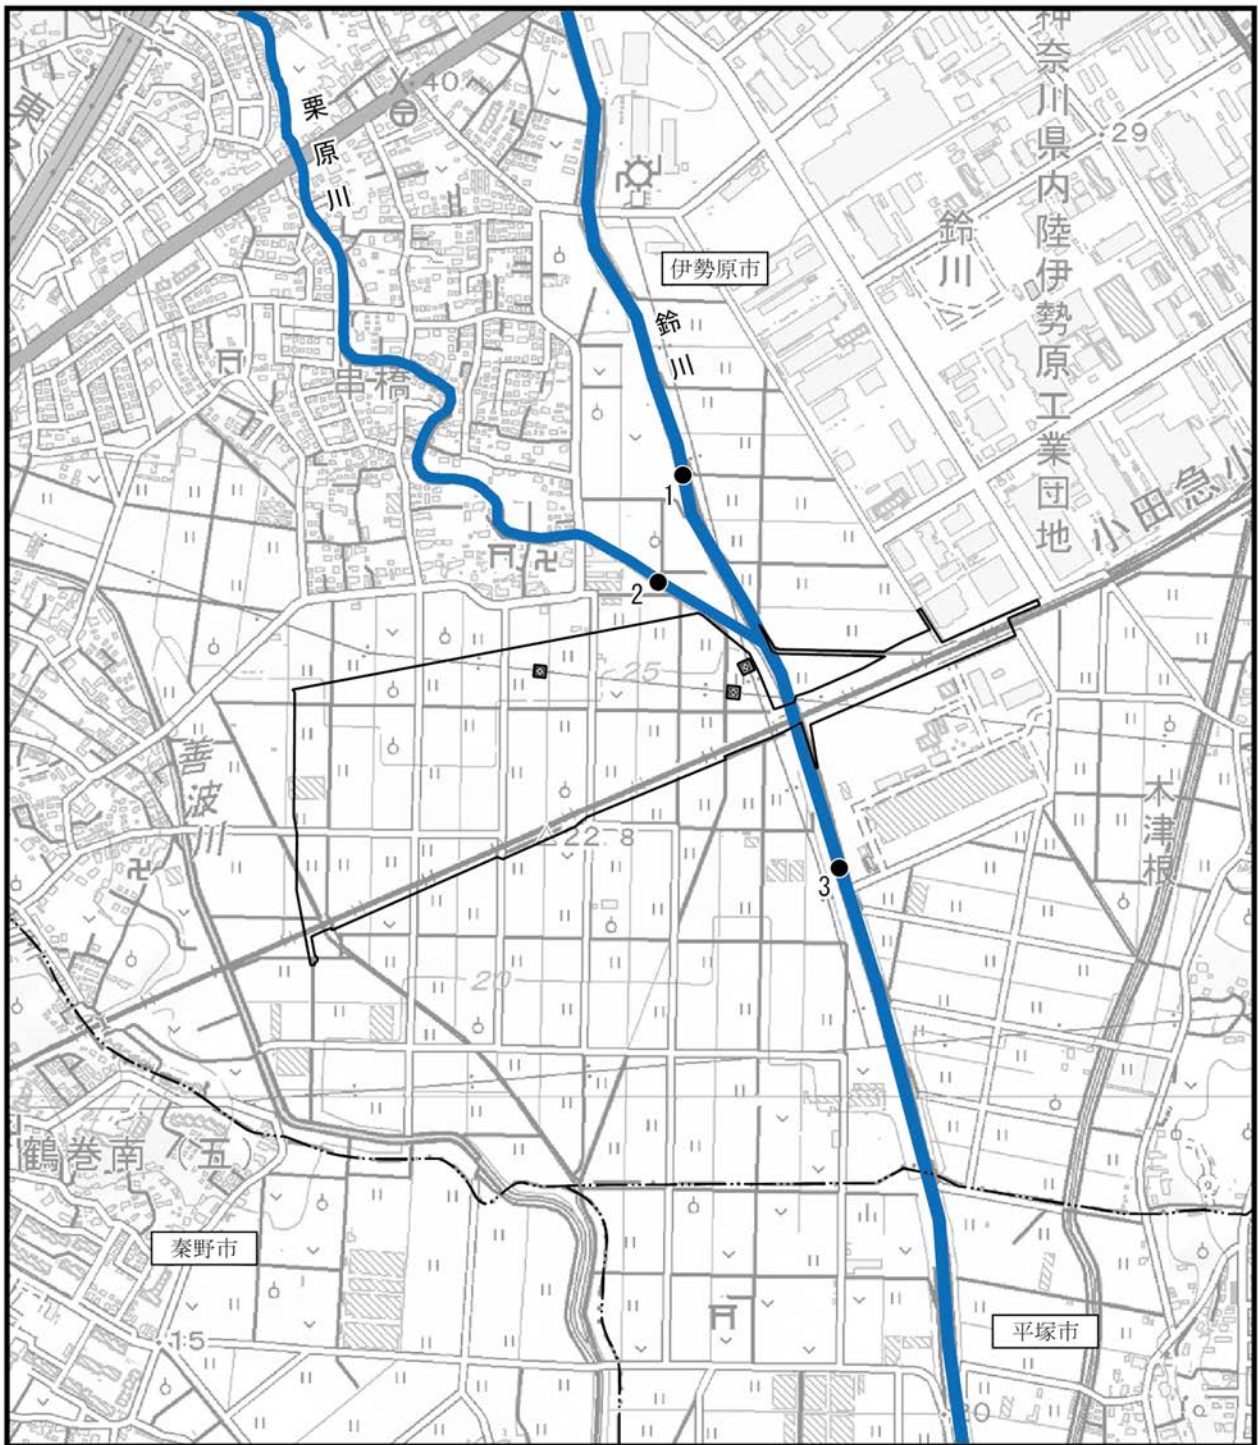 東
栗原川
40
神奈川県内陸伊勢原工業団地
29
鈴川
伊勢原市
鈴川
串橋
小田急小
1
2
25
善波川
木津根
22.8
3
20
鶴巻南 五
秦野市
平塚市
15